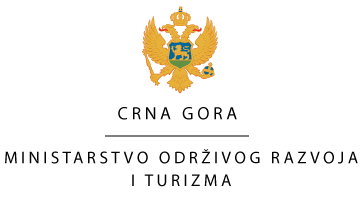 CRNA GORA
MINISTARSTVO ODRŽIVOG RAZVOJA
I TURIZMA